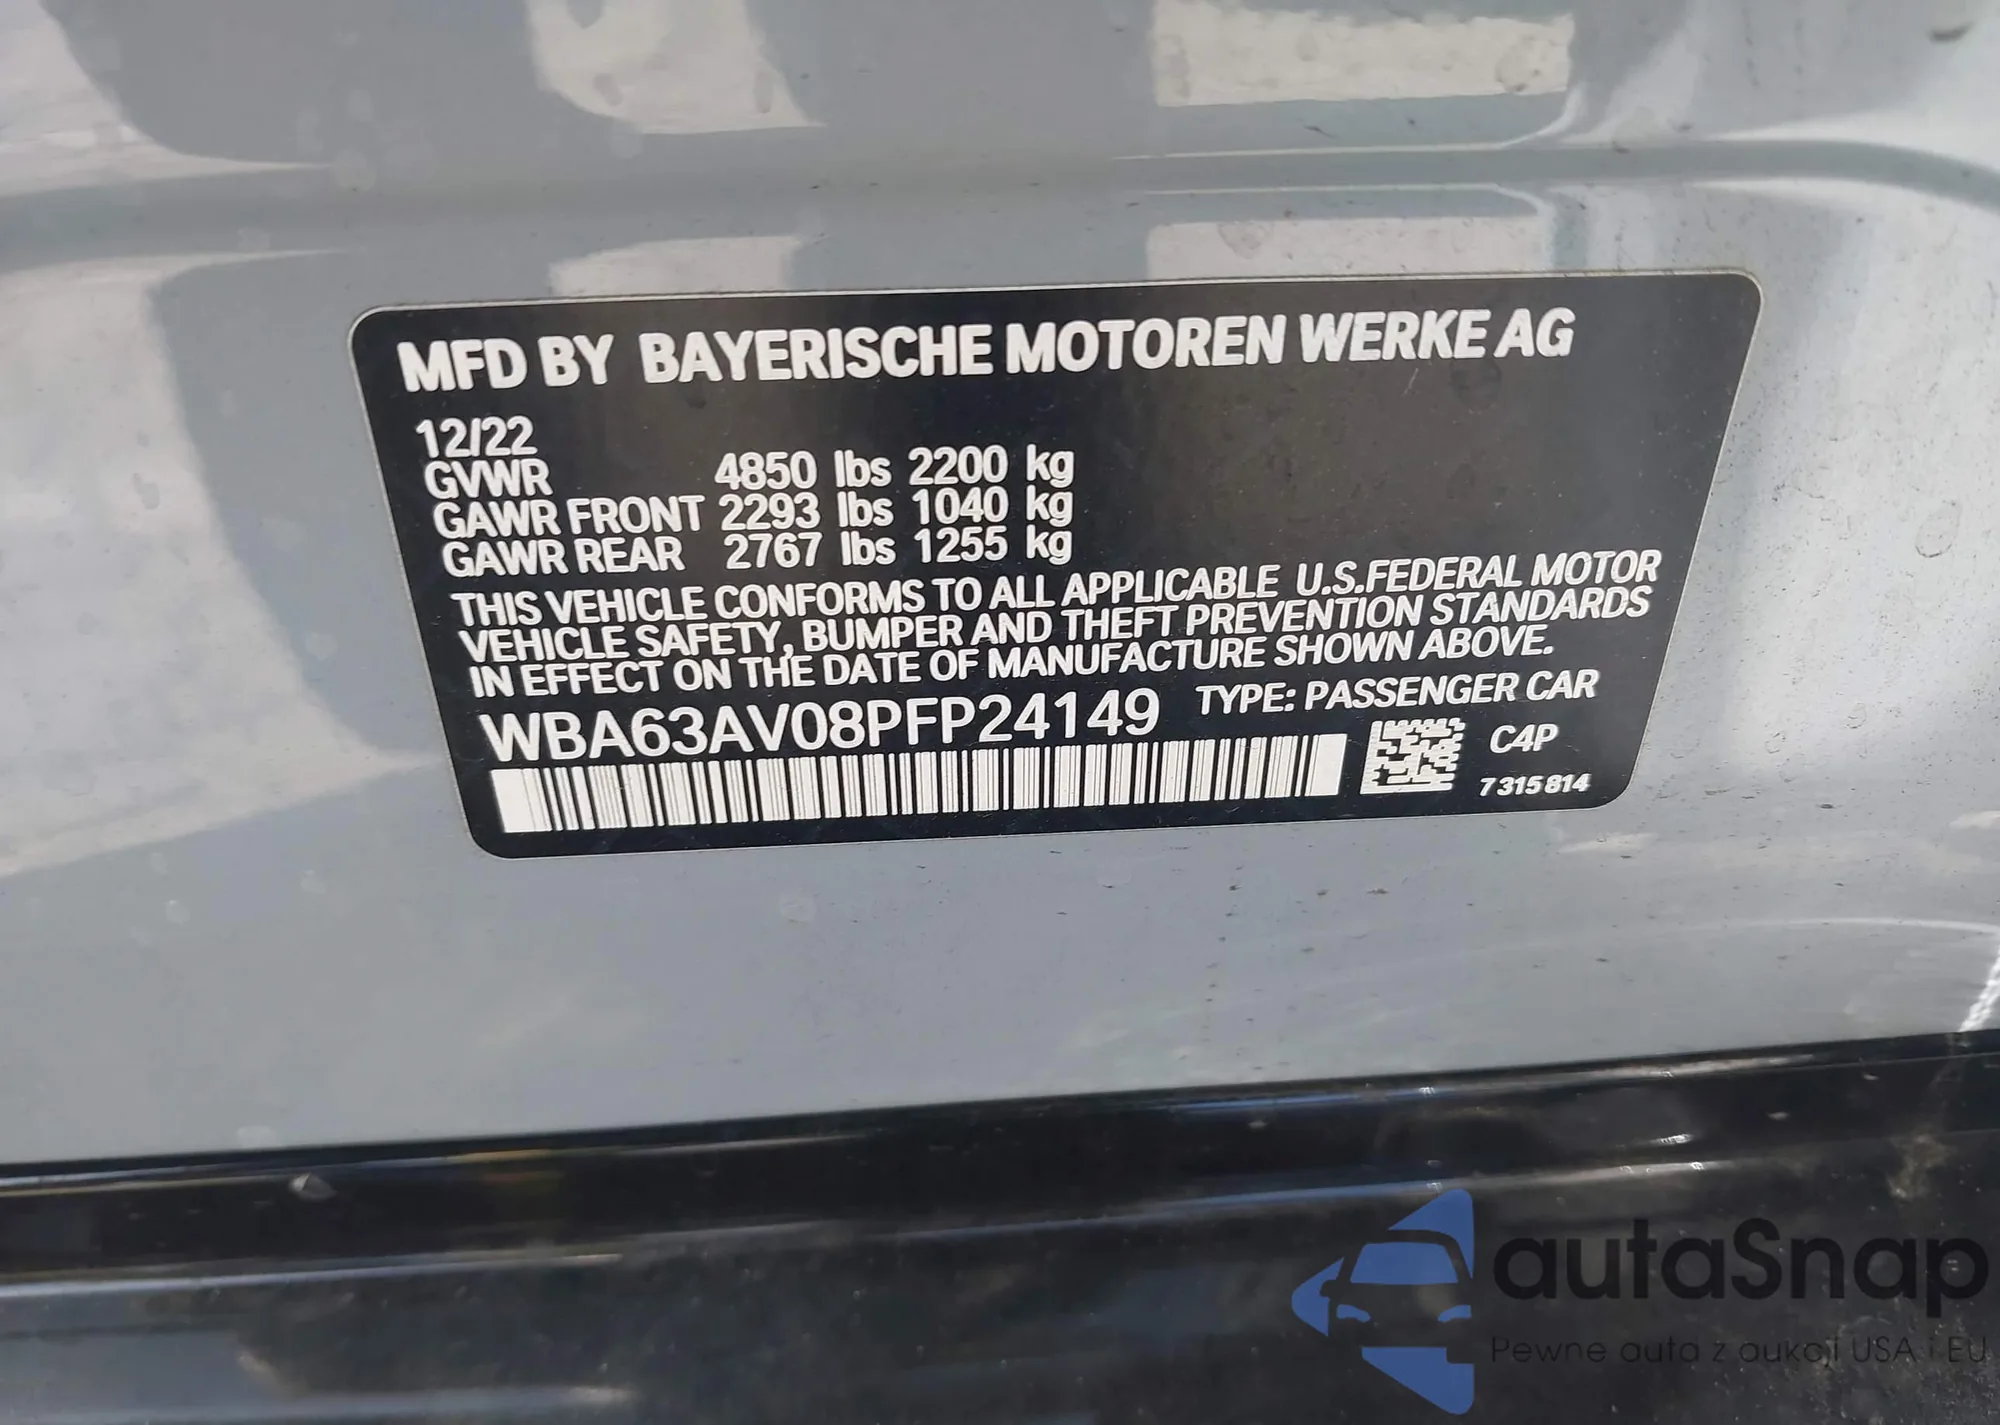 MFD BY BAYERISCHE MOTOREN WERKE AG
12/22
GVWR 4850 lbs 2200 kg
GAWR FRONT 2293 lbs 1040 kg
GAWR REAR 2767 lbs 1255 kg
THIS VEHICLE CONFORMS TO ALL APPLICABLE U.S.FEDERAL MOTOR
VEHICLE SAFETY, BUMPER AND THEFT PREVENTION STANDARDS
IN EFFECT ON THE DATE OF MANUFACTURE SHOWN ABOVE.
WBA63AV08PFP24149 TYPE: PASSENGER CAR
C4P
7315814
autaSnap
Pewne auta z aukcji USA i EU